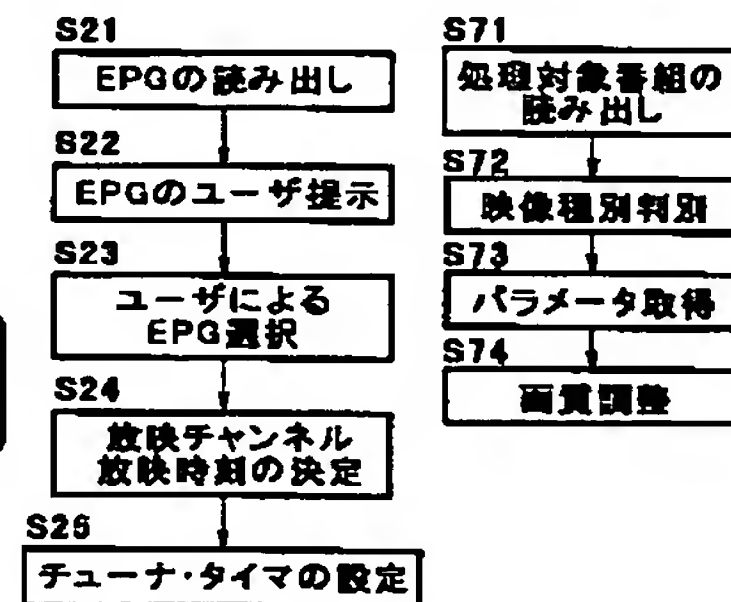 S21
EPGの読み出し
S22
EPGのユーザ提示
S23
ユーザによる
EPG選択
S24
放映チャンネル
放映時刻の決定
S25
チューナ・タイマの設定
S71
処理対象番組の
読み出し
S72
映像種別判別
S73
パラメータ取得
S74
画質調整